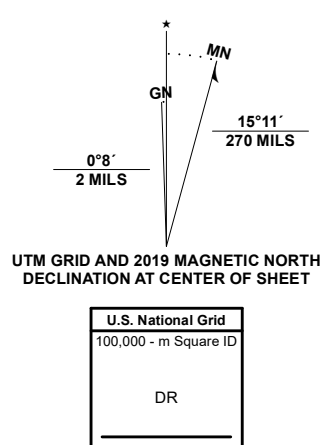 ★
MN
GN
15°11´
270 MILS
0°8´
2 MILS
UTM GRID AND 2019 MAGNETIC NORTH
DECLINATION AT CENTER OF SHEET
U.S. National Grid
100,000 - m Square ID
DR